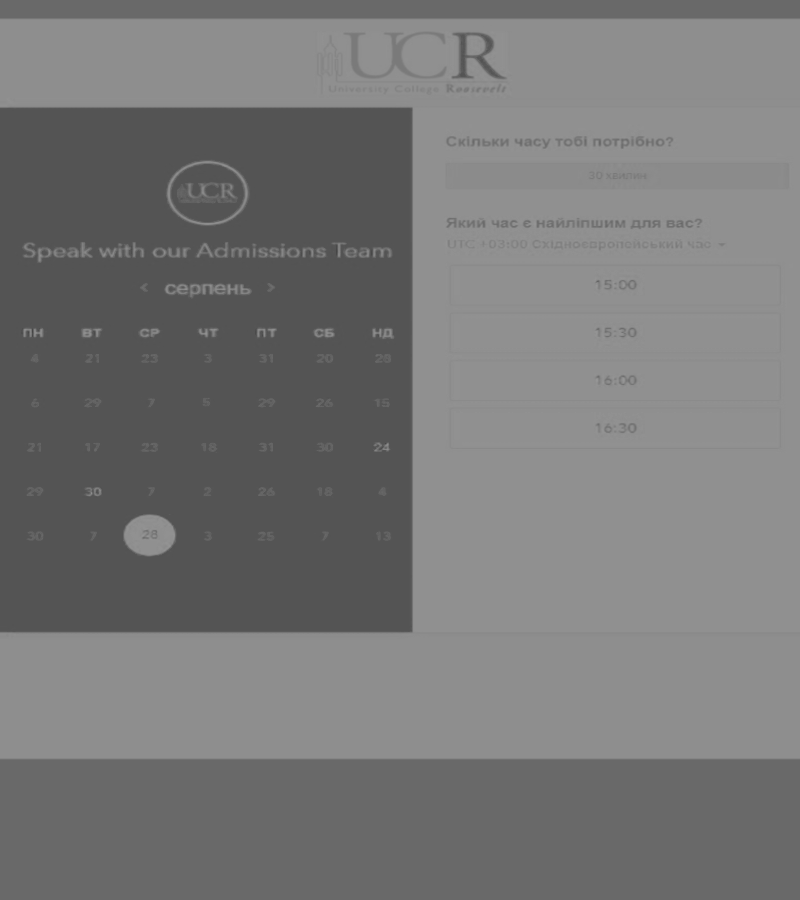 UCR
University College Roosevelt
UCR
Speak with our Admissions Team
< серпень >
ПН ВТ СР ЧТ ПТ СБ НД
4 21 23 3 31 20 28
6 29 7 5 29 26 15
21 17 23 18 31 30 24
29 30 7 2 26 18 4
30 7 28 3 25 7 13
Скільки часу тобі потрібно?
30 хвилин
Який час є найліпшим для вас?
UTC +03:00 Східноєвропейський час
15:00
15:30
16:00
16:30